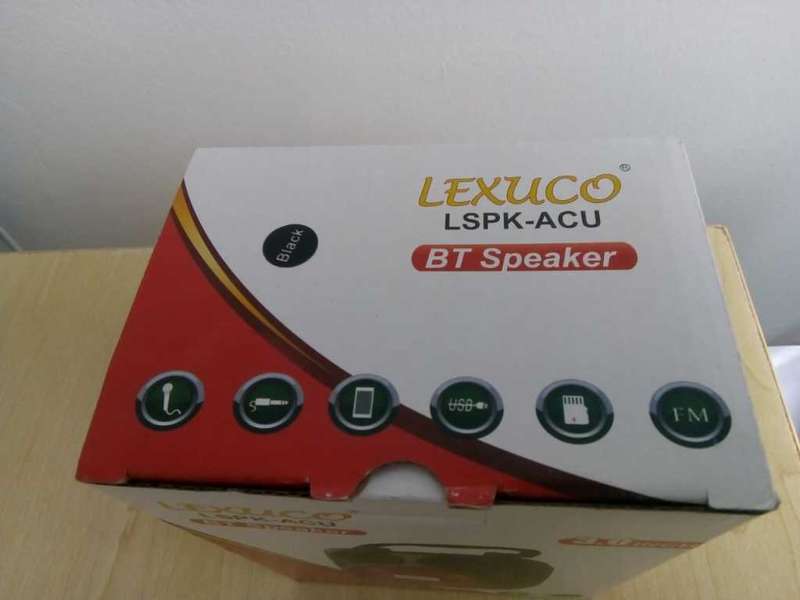 LEXUCO®
LSPK-ACU
BT Speaker
Black
USB
FM
LEXUCO
LSPK-ACU
BT Speaker